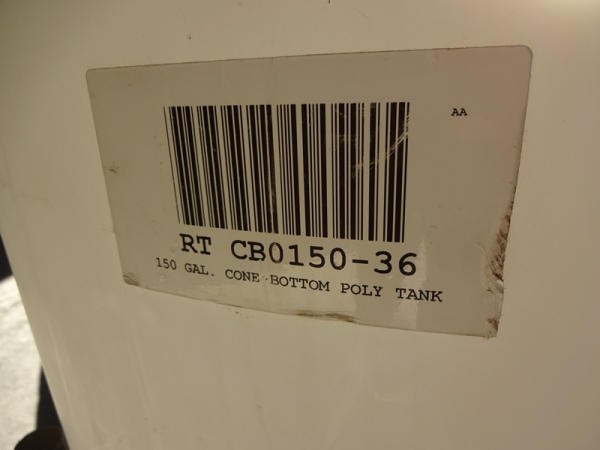 AA
RT CB0150-36
150 GAL. CONE-BOTTOM POLY TANK